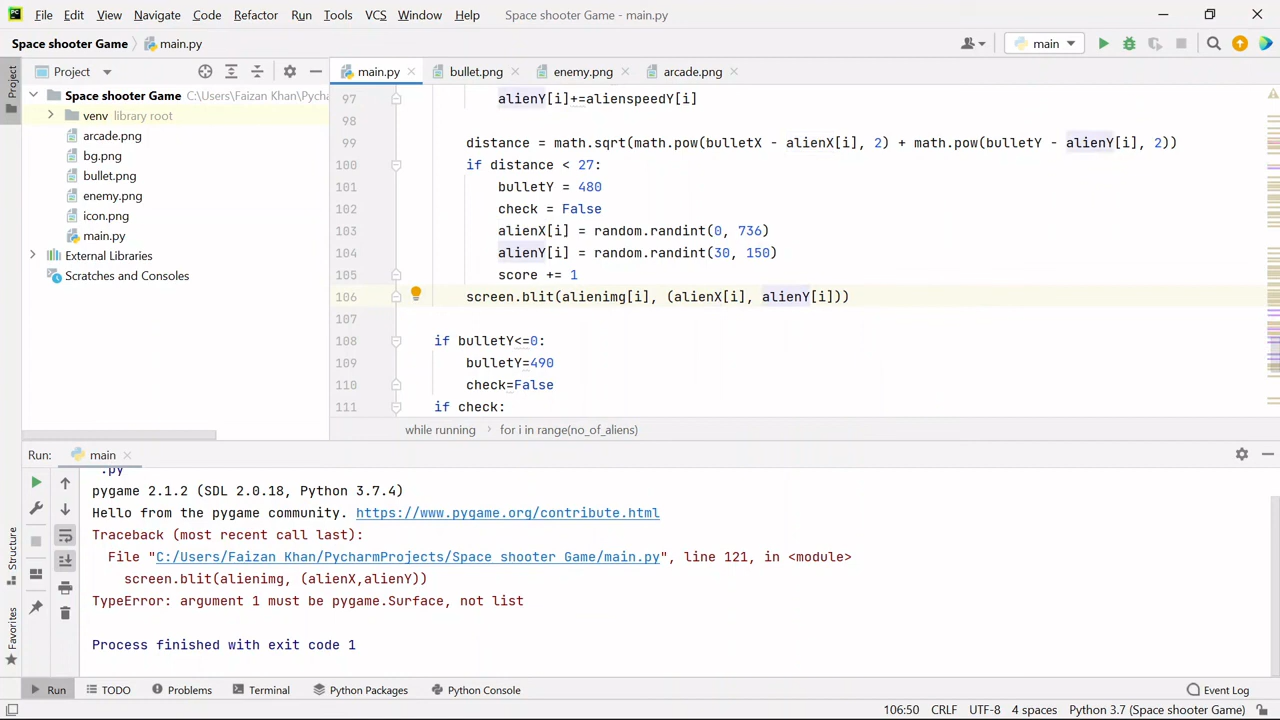 File Edit View Navigate Code Refactor Run Tools VCS Window Help Space shooter Game - main.py
Space shooter Game main.py main
Project main.py bullet.png enemy.png arcade.png
Project
Space shooter Game C:\Users\Faizan Khan\Pycha
venv library root
arcade.png
bg.png
bullet.png
enemy.png
icon.png
main.py
External Libraries
Scratches and Consoles
97 alienY[i]+=alienspeedY[i]
98
99 distance = math.sqrt(math.pow(bulletX - alienX[i], 2) + math.pow(bulletY - alienY[i], 2))
100 if distance < 27:
101 bulletY = 480
102 check = False
103 alienX[i] = random.randint(0, 736)
104 alienY[i] = random.randint(30, 150)
105 score += 1
106 screen.blit(alienimg[i], (alienX[i], alienY[i]))
107
108 if bulletY<=0:
109 bulletY=490
110 check=False
111 if check:
while running for i in range(no_of_aliens)
Run: main
.py
pygame 2.1.2 (SDL 2.0.18, Python 3.7.4)
Hello from the pygame community. https://www.pygame.org/contribute.html
Traceback (most recent call last):
File "C:/Users/Faizan Khan/PycharmProjects/Space shooter Game/main.py", line 121, in <module>
screen.blit(alienimg, (alienX,alienY))
TypeError: argument 1 must be pygame.Surface, not list
Process finished with exit code 1
Structure
Favorites
Run TODO Problems Terminal Python Packages Python Console Event Log
106:50 CRLF UTF-8 4 spaces Python 3.7 (Space shooter Game)